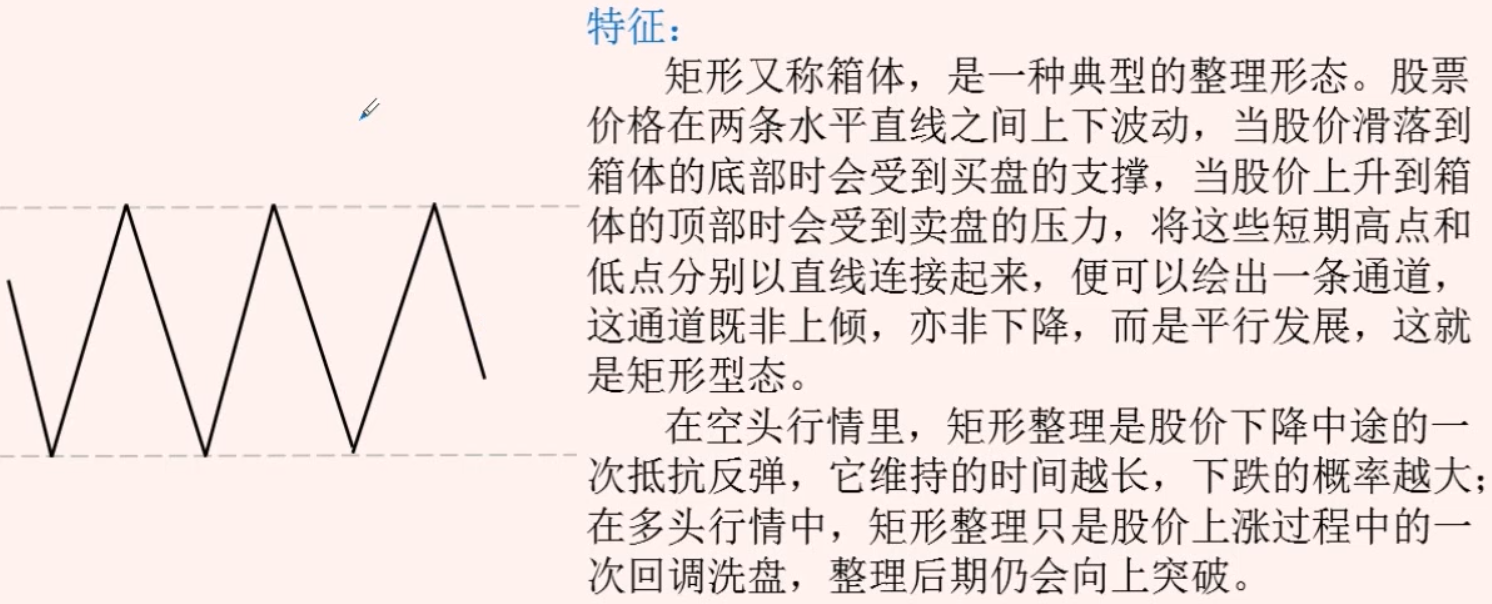 特征：
矩形又称箱体，是一种典型的整理形态。股票
价格在两条水平直线之间上下波动，当股价滑落到
箱体的底部时会受到买盘的支撑，当股价上升到箱
体的顶部时会受到卖盘的压力，将这些短期高点和
低点分别以直线连接起来，便可以绘出一条通道，
这通道既非上倾，亦非下降，而是平行发展，这就
是矩形型态。
在空头行情里，矩形整理是股价下降中途的一
次抵抗反弹，它维持的时间越长，下跌的概率越大；
在多头行情中，矩形整理只是股价上涨过程中的一
次回调洗盘，整理后期仍会向上突破。